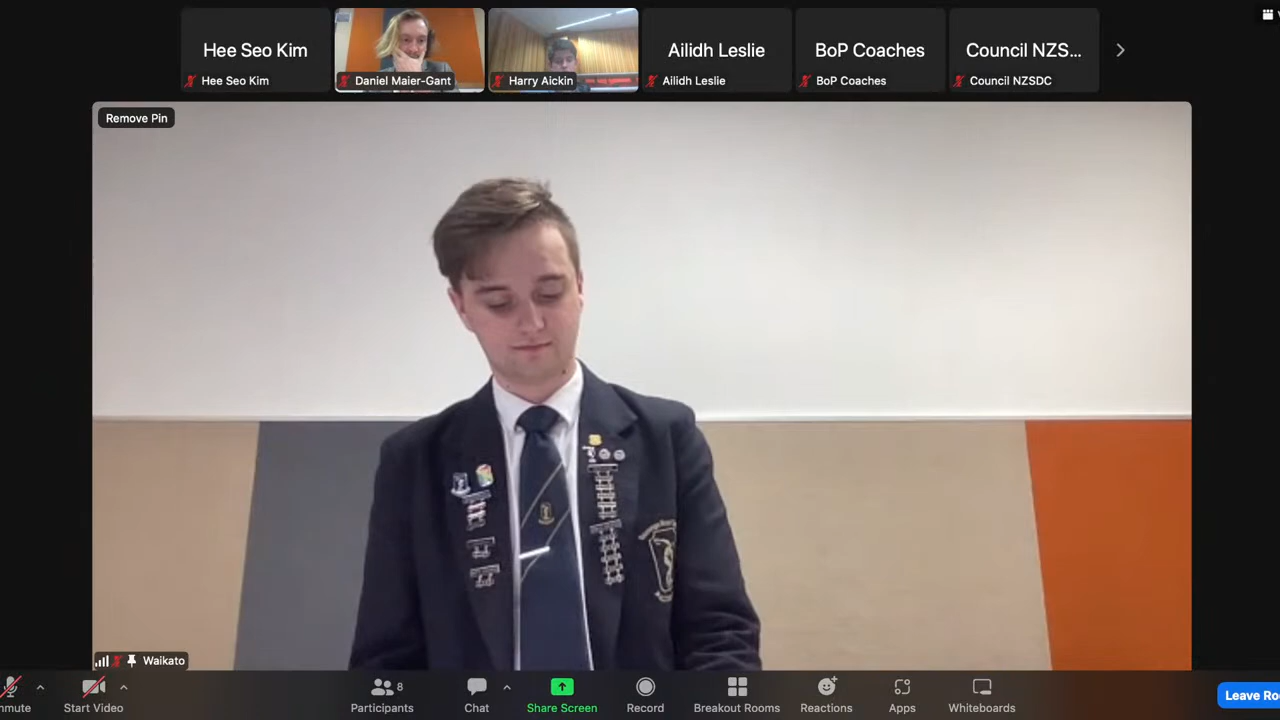 Hee Seo Kim
Hee Seo Kim
Daniel Maier-Gant
Harry Aickin
Ailidh Leslie
Ailidh Leslie
BoP Coaches
BoP Coaches
Council NZS...
Council NZSDC
Remove Pin
Waikato
nmute
Start Video
Participants
8
Chat
Share Screen
Record
Breakout Rooms
Reactions
Apps
Whiteboards
Leave Ro